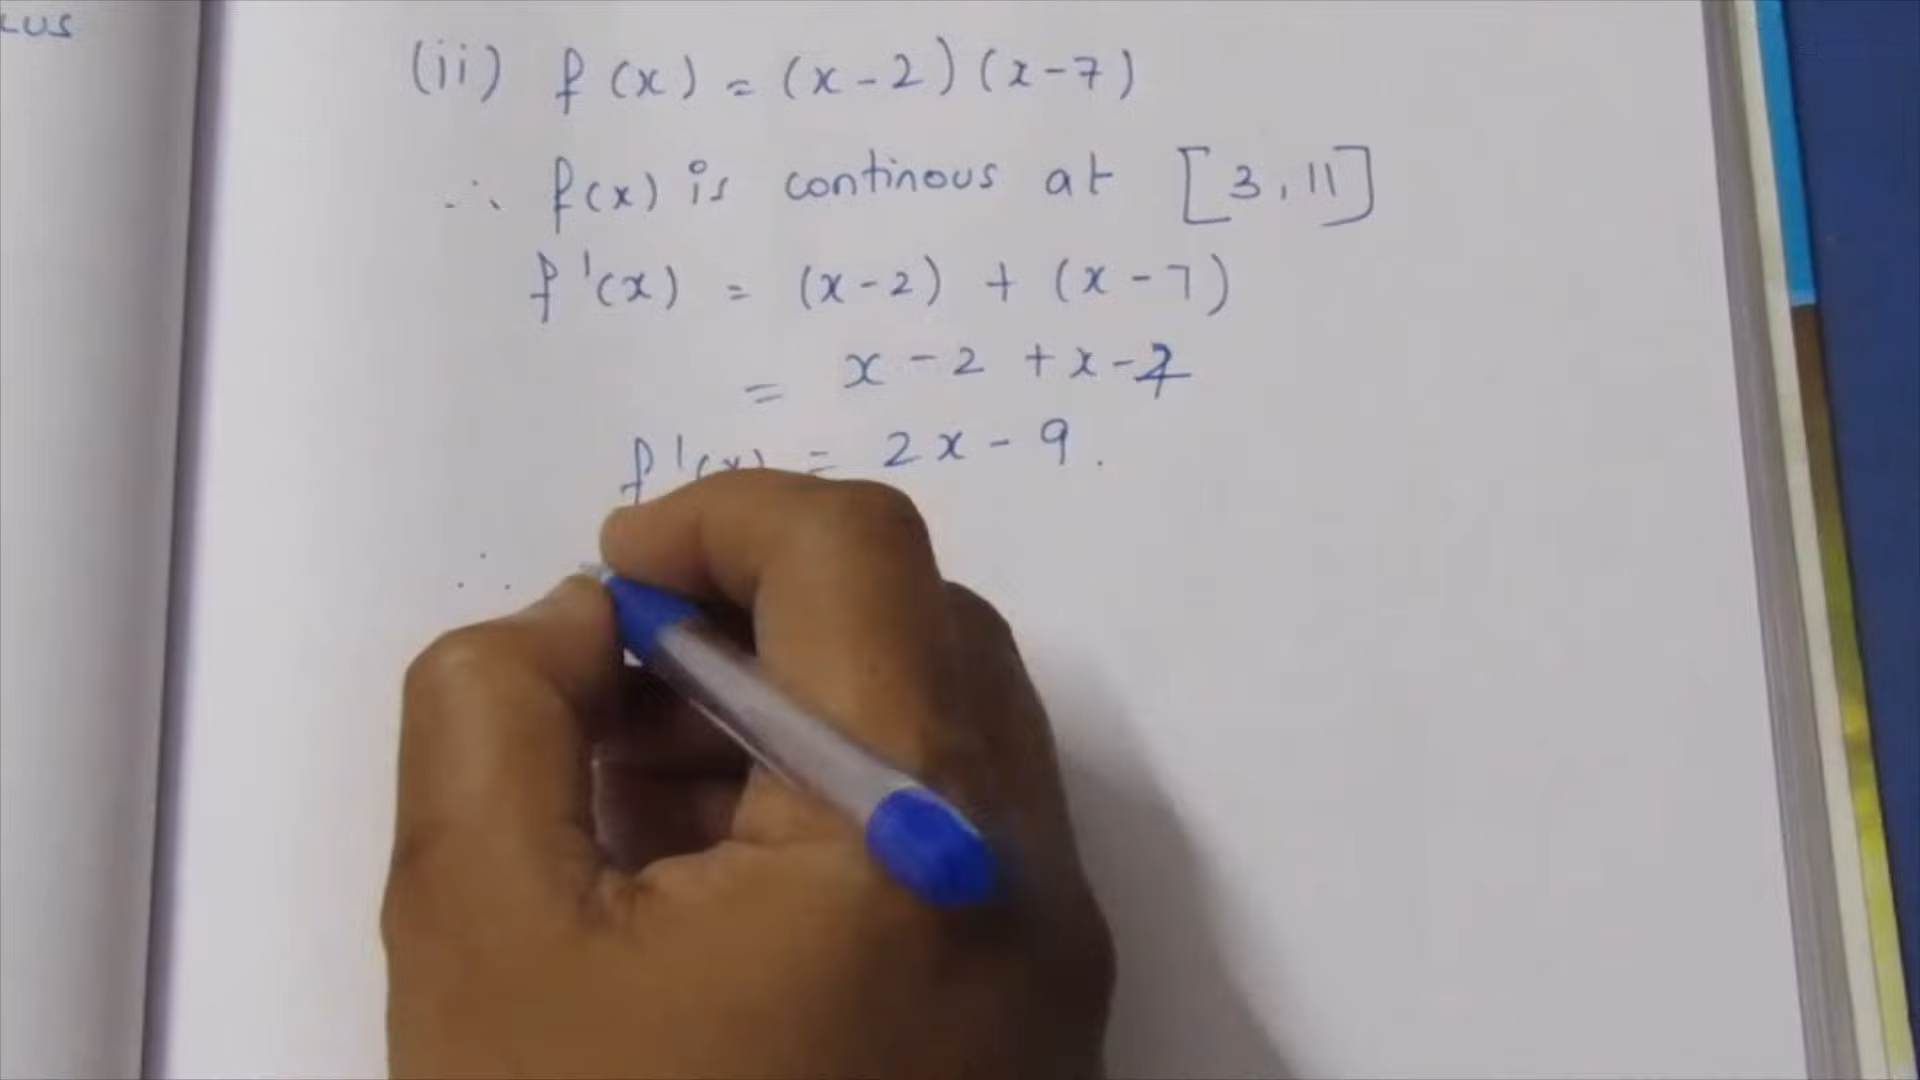 (ii) f(x) = (x-2)(x-7)
∴ f(x) is continous at [3,11]
f'(x) = (x-2) + (x-7)
= x-2+x-7
f'(x) = 2x-9.
∴